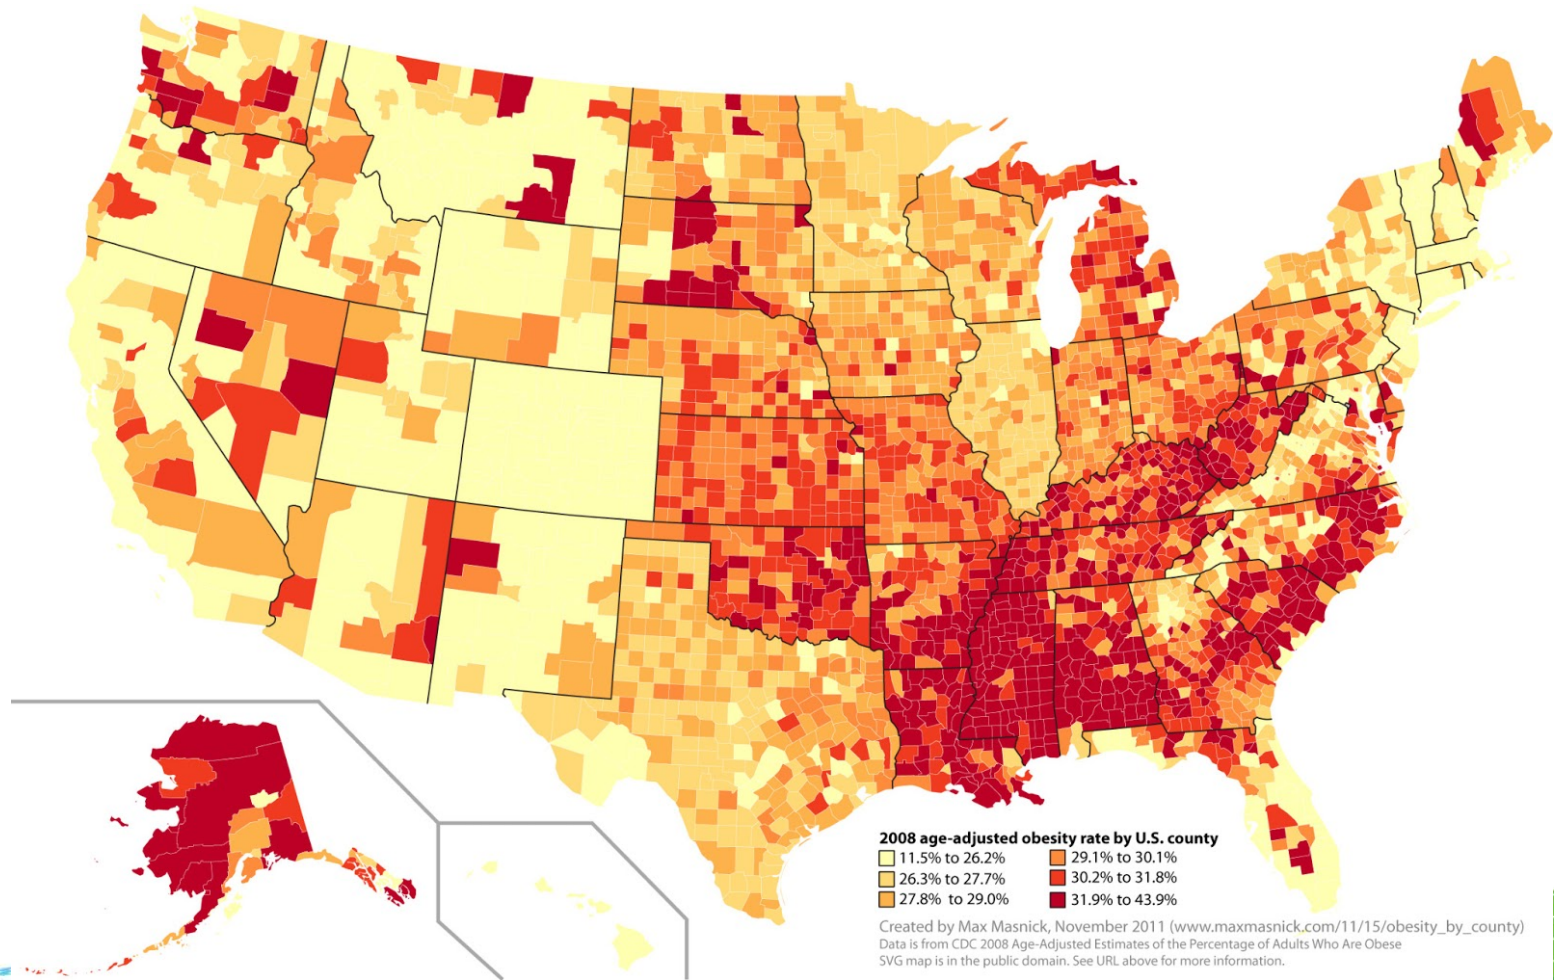 2008 age-adjusted obesity rate by U.S. county
11.5% to 26.2%
26.3% to 27.7%
27.8% to 29.0%
29.1% to 30.1%
30.2% to 31.8%
31.9% to 43.9%
Created by Max Masnick, November 2011 (www.maxmasnick.com/11/15/obesity_by_county)
Data is from CDC 2008 Age-Adjusted Estimates of the Percentage of Adults Who Are Obese
SVG map is in the public domain. See URL above for more information.